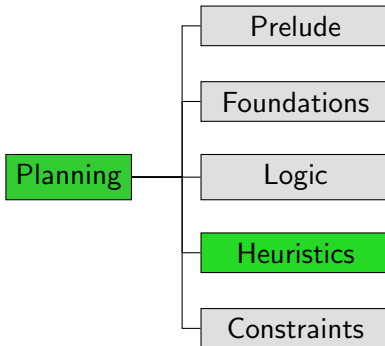 Prelude
Foundations
Planning
Logic
Heuristics
Constraints